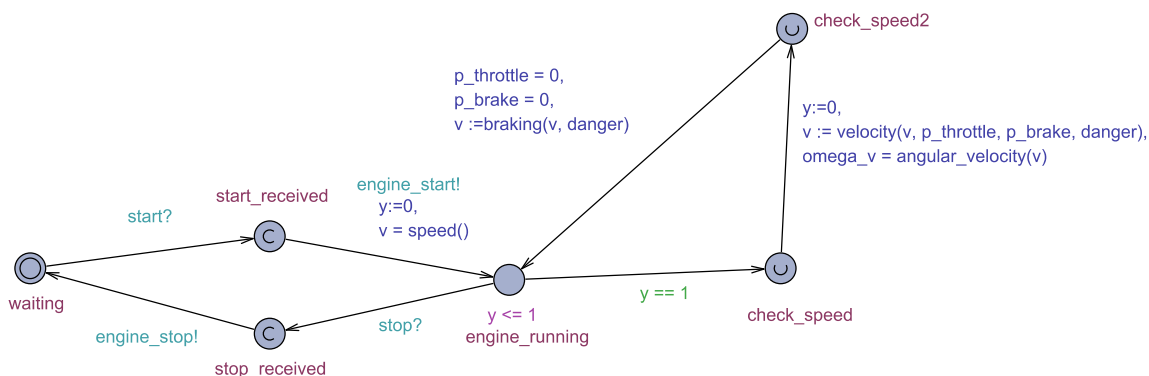 check_speed2
p_throttle = 0,
p_brake = 0,
v :=braking(v, danger)
y:=0,
v := velocity(v, p_throttle, p_brake, danger),
omega_v = angular_velocity(v)
start?
start_received
engine_start!
y:=0,
v = speed()
waiting
engine_stop!
stop_received
stop?
y <= 1
engine_running
y == 1
check_speed
C
C